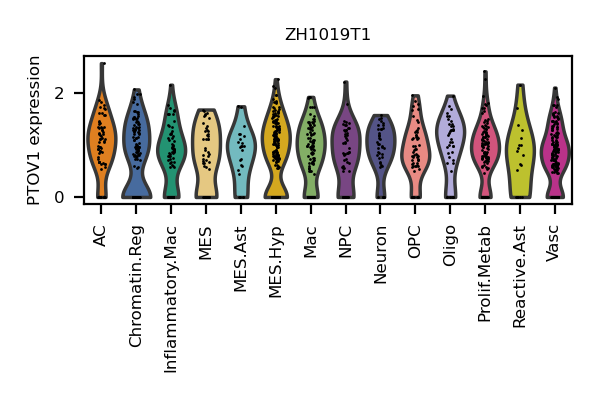 ZH1019T1
PTOV1 expression
2
0
AC
Chromatin.Reg
Inflammatory.Mac
MES
MES.Ast
MES.Hyp
Mac
NPC
Neuron
OPC
Oligo
Prolif.Metab
Reactive.Ast
Vasc